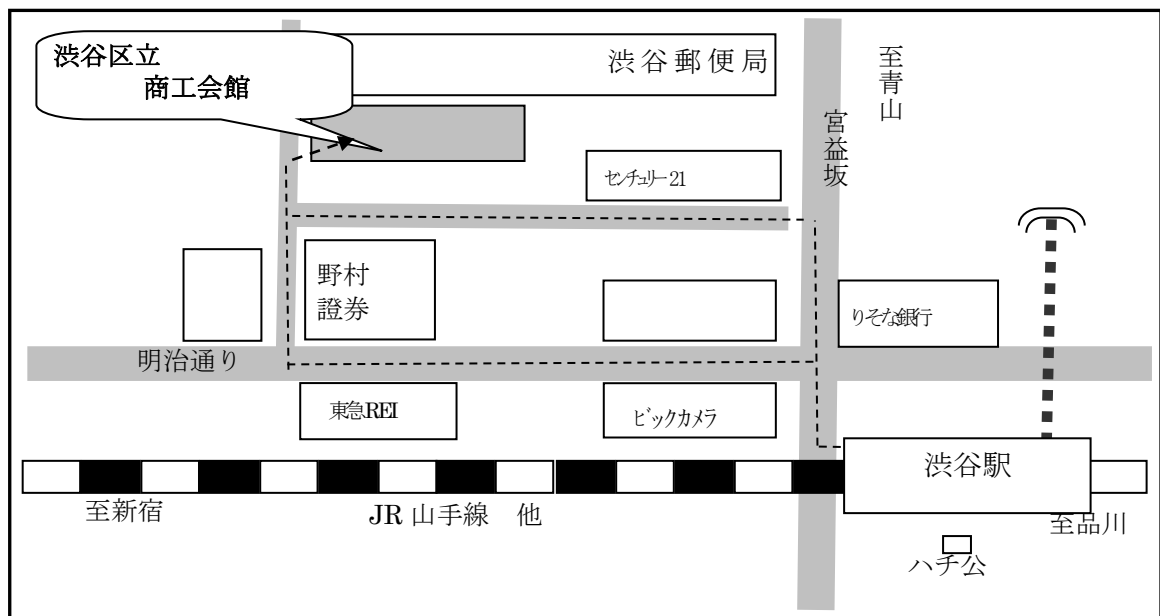 渋谷区立
商工会館
渋谷郵便局
至青山
宮益坂
センチュリー21
野村
證券
りそな銀行
明治通り
東急REI
ビックカメラ
渋谷駅
至新宿
JR山手線　他
至品川
ハチ公